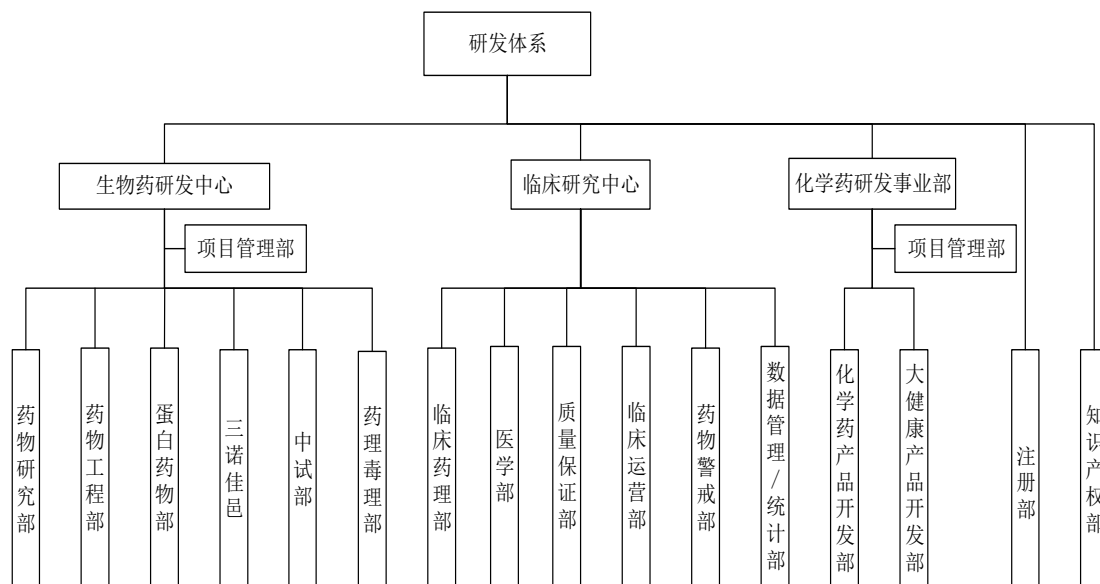 研发体系
生物药研发中心
临床研究中心
化学药研发事业部
项目管理部
项目管理部
药物研究部
药物工程部
蛋白药物部
三诺佳邑
中试部
药理毒理部
临床药理部
医学部
质量保证部
临床运营部
药物警戒部
数据管理/统计部
化学药产品开发部
大健康产品开发部
注册部
知识产权部